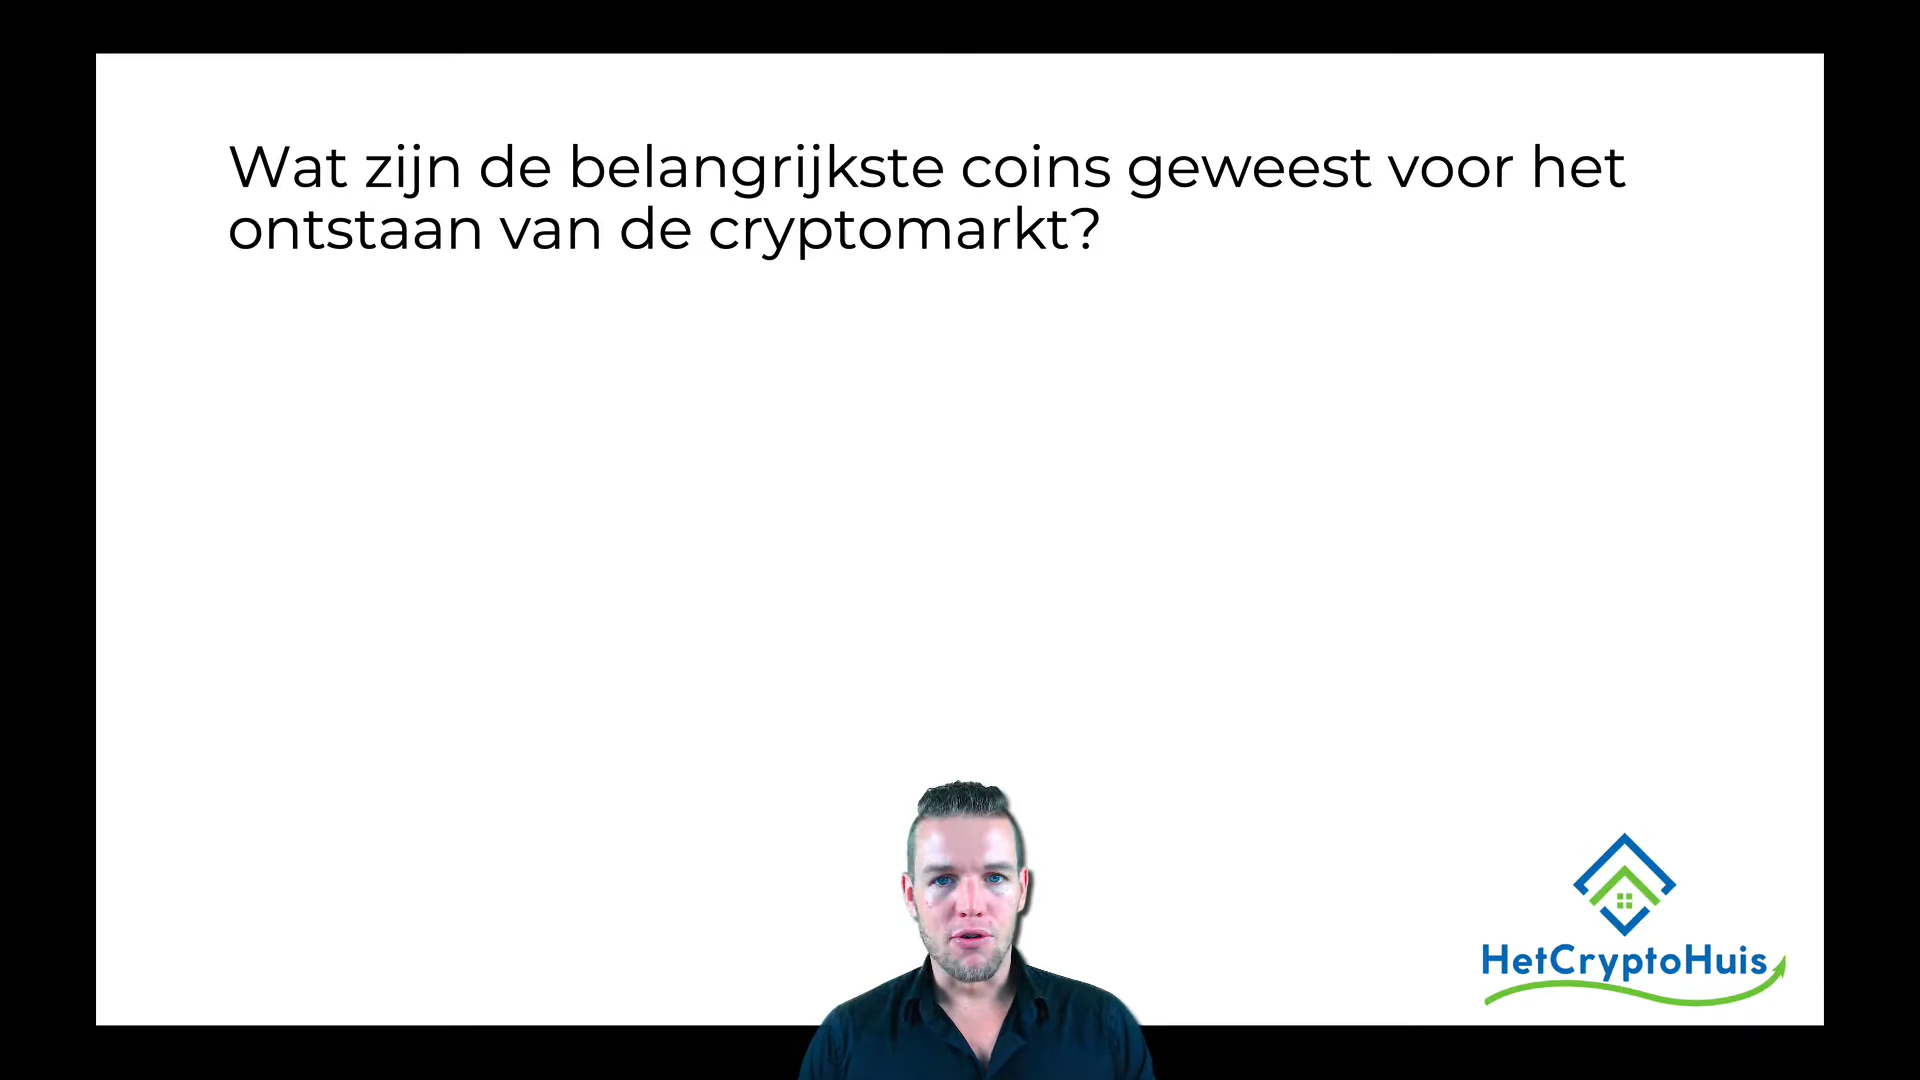 Wat zijn de belangrijkste coins geweest voor het
ontstaan van de cryptomarkt?
HetCryptoHuis